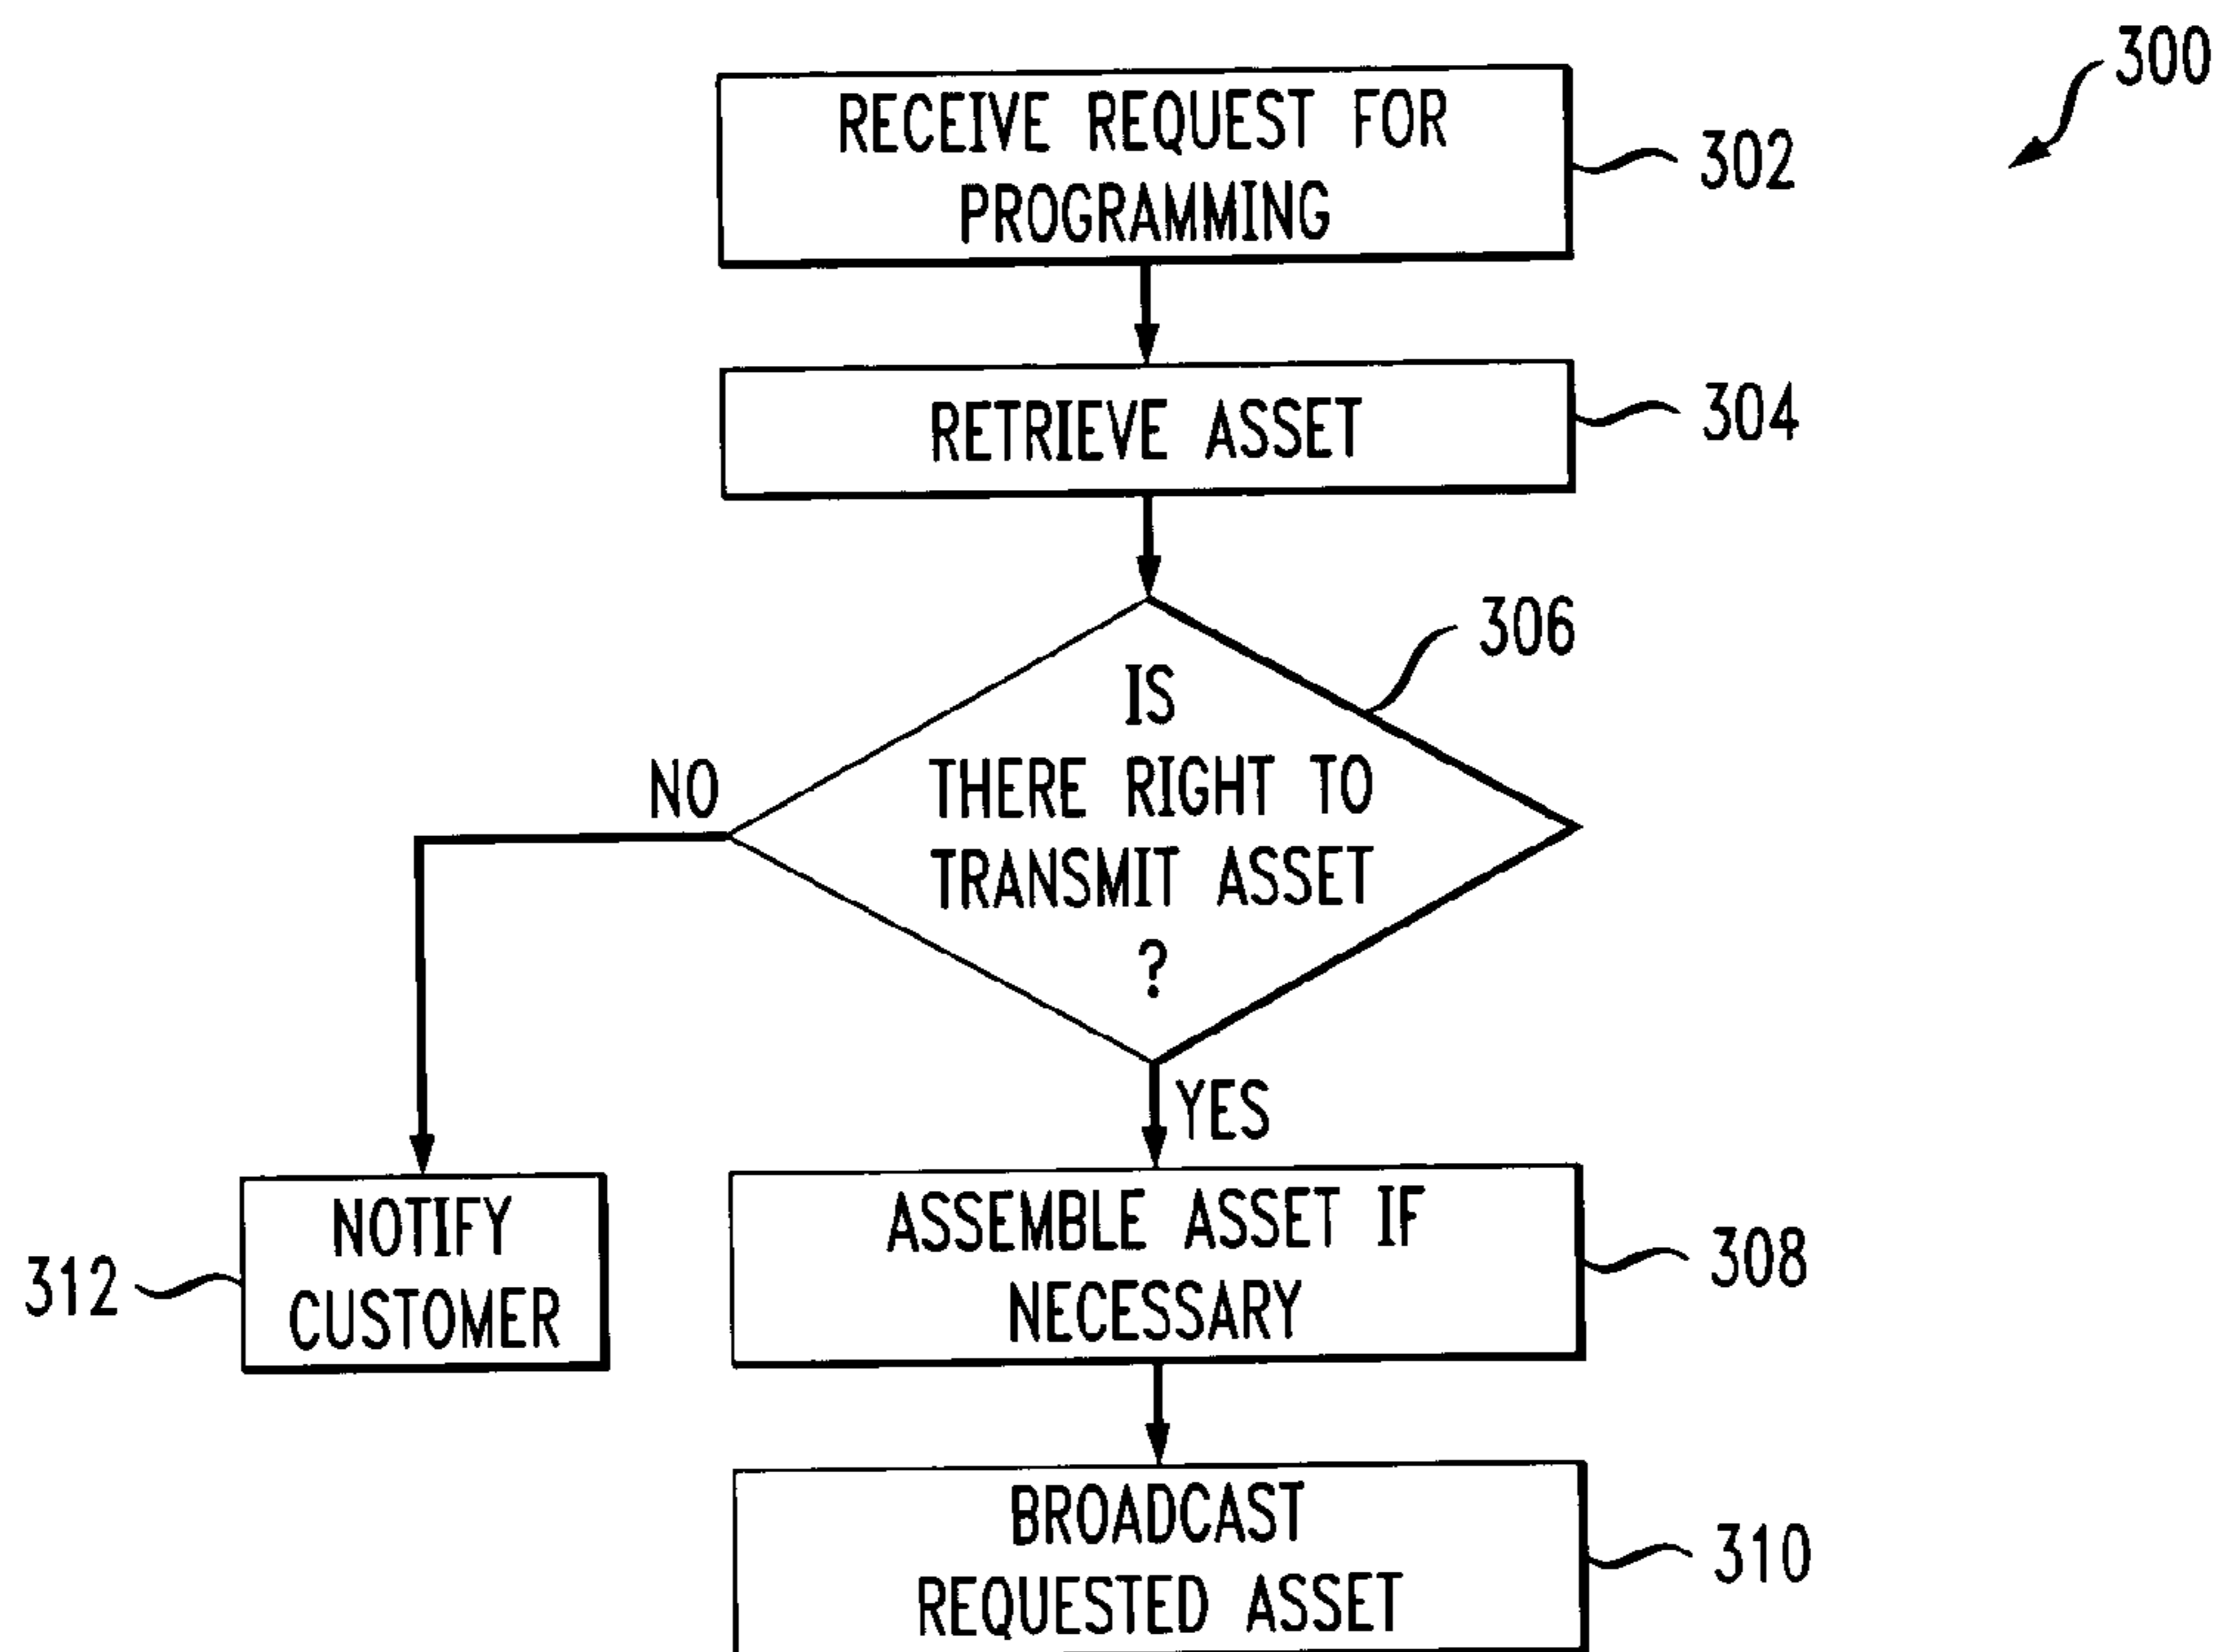 300
RECEIVE REQUEST FOR
PROGRAMMING
302
RETRIEVE ASSET
304
306
IS
THERE RIGHT TO
TRANSMIT ASSET
?
NO
YES
NOTIFY
CUSTOMER
312
ASSEMBLE ASSET IF
NECESSARY
308
BROADCAST
REQUESTED ASSET
310